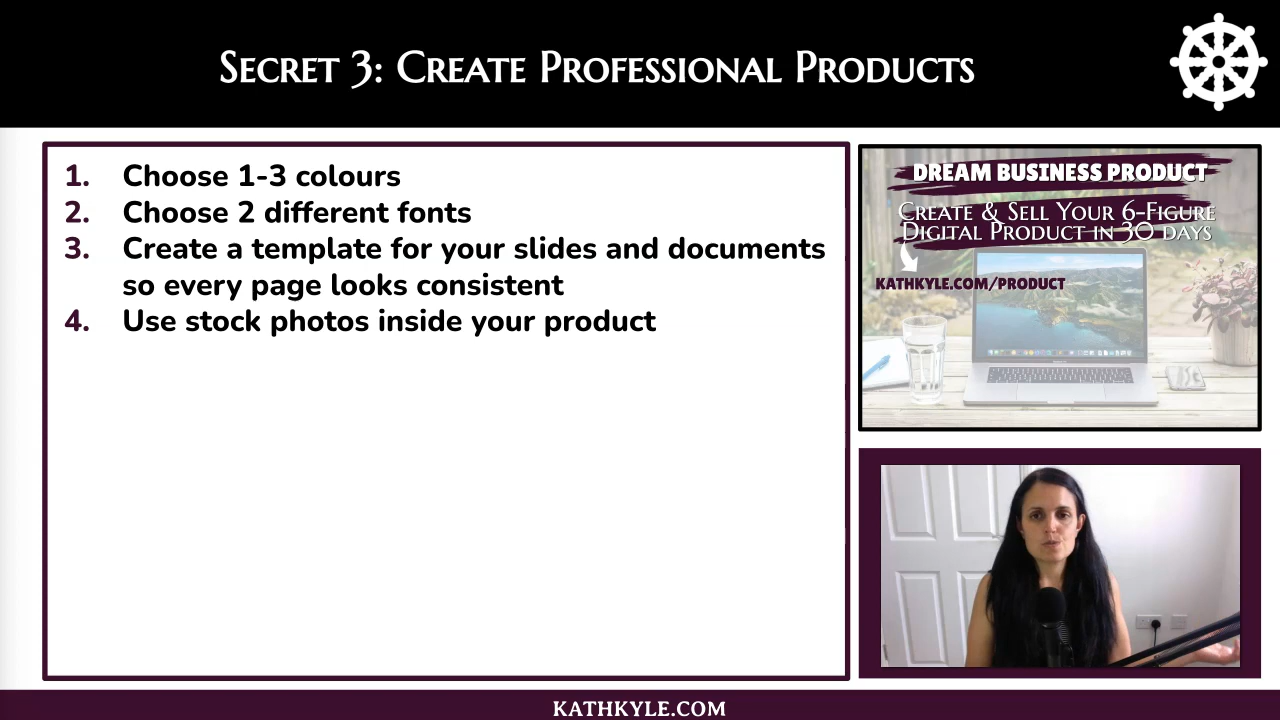 Secret 3: Create Professional Products
1. Choose 1-3 colours
2. Choose 2 different fonts
3. Create a template for your slides and documents
so every page looks consistent
4. Use stock photos inside your product
DREAM BUSINESS PRODUCT
Create & Sell Your 6-Figure
Digital Product in 30 days
KATHKYLE.COM/PRODUCT
KATHKYLE.COM